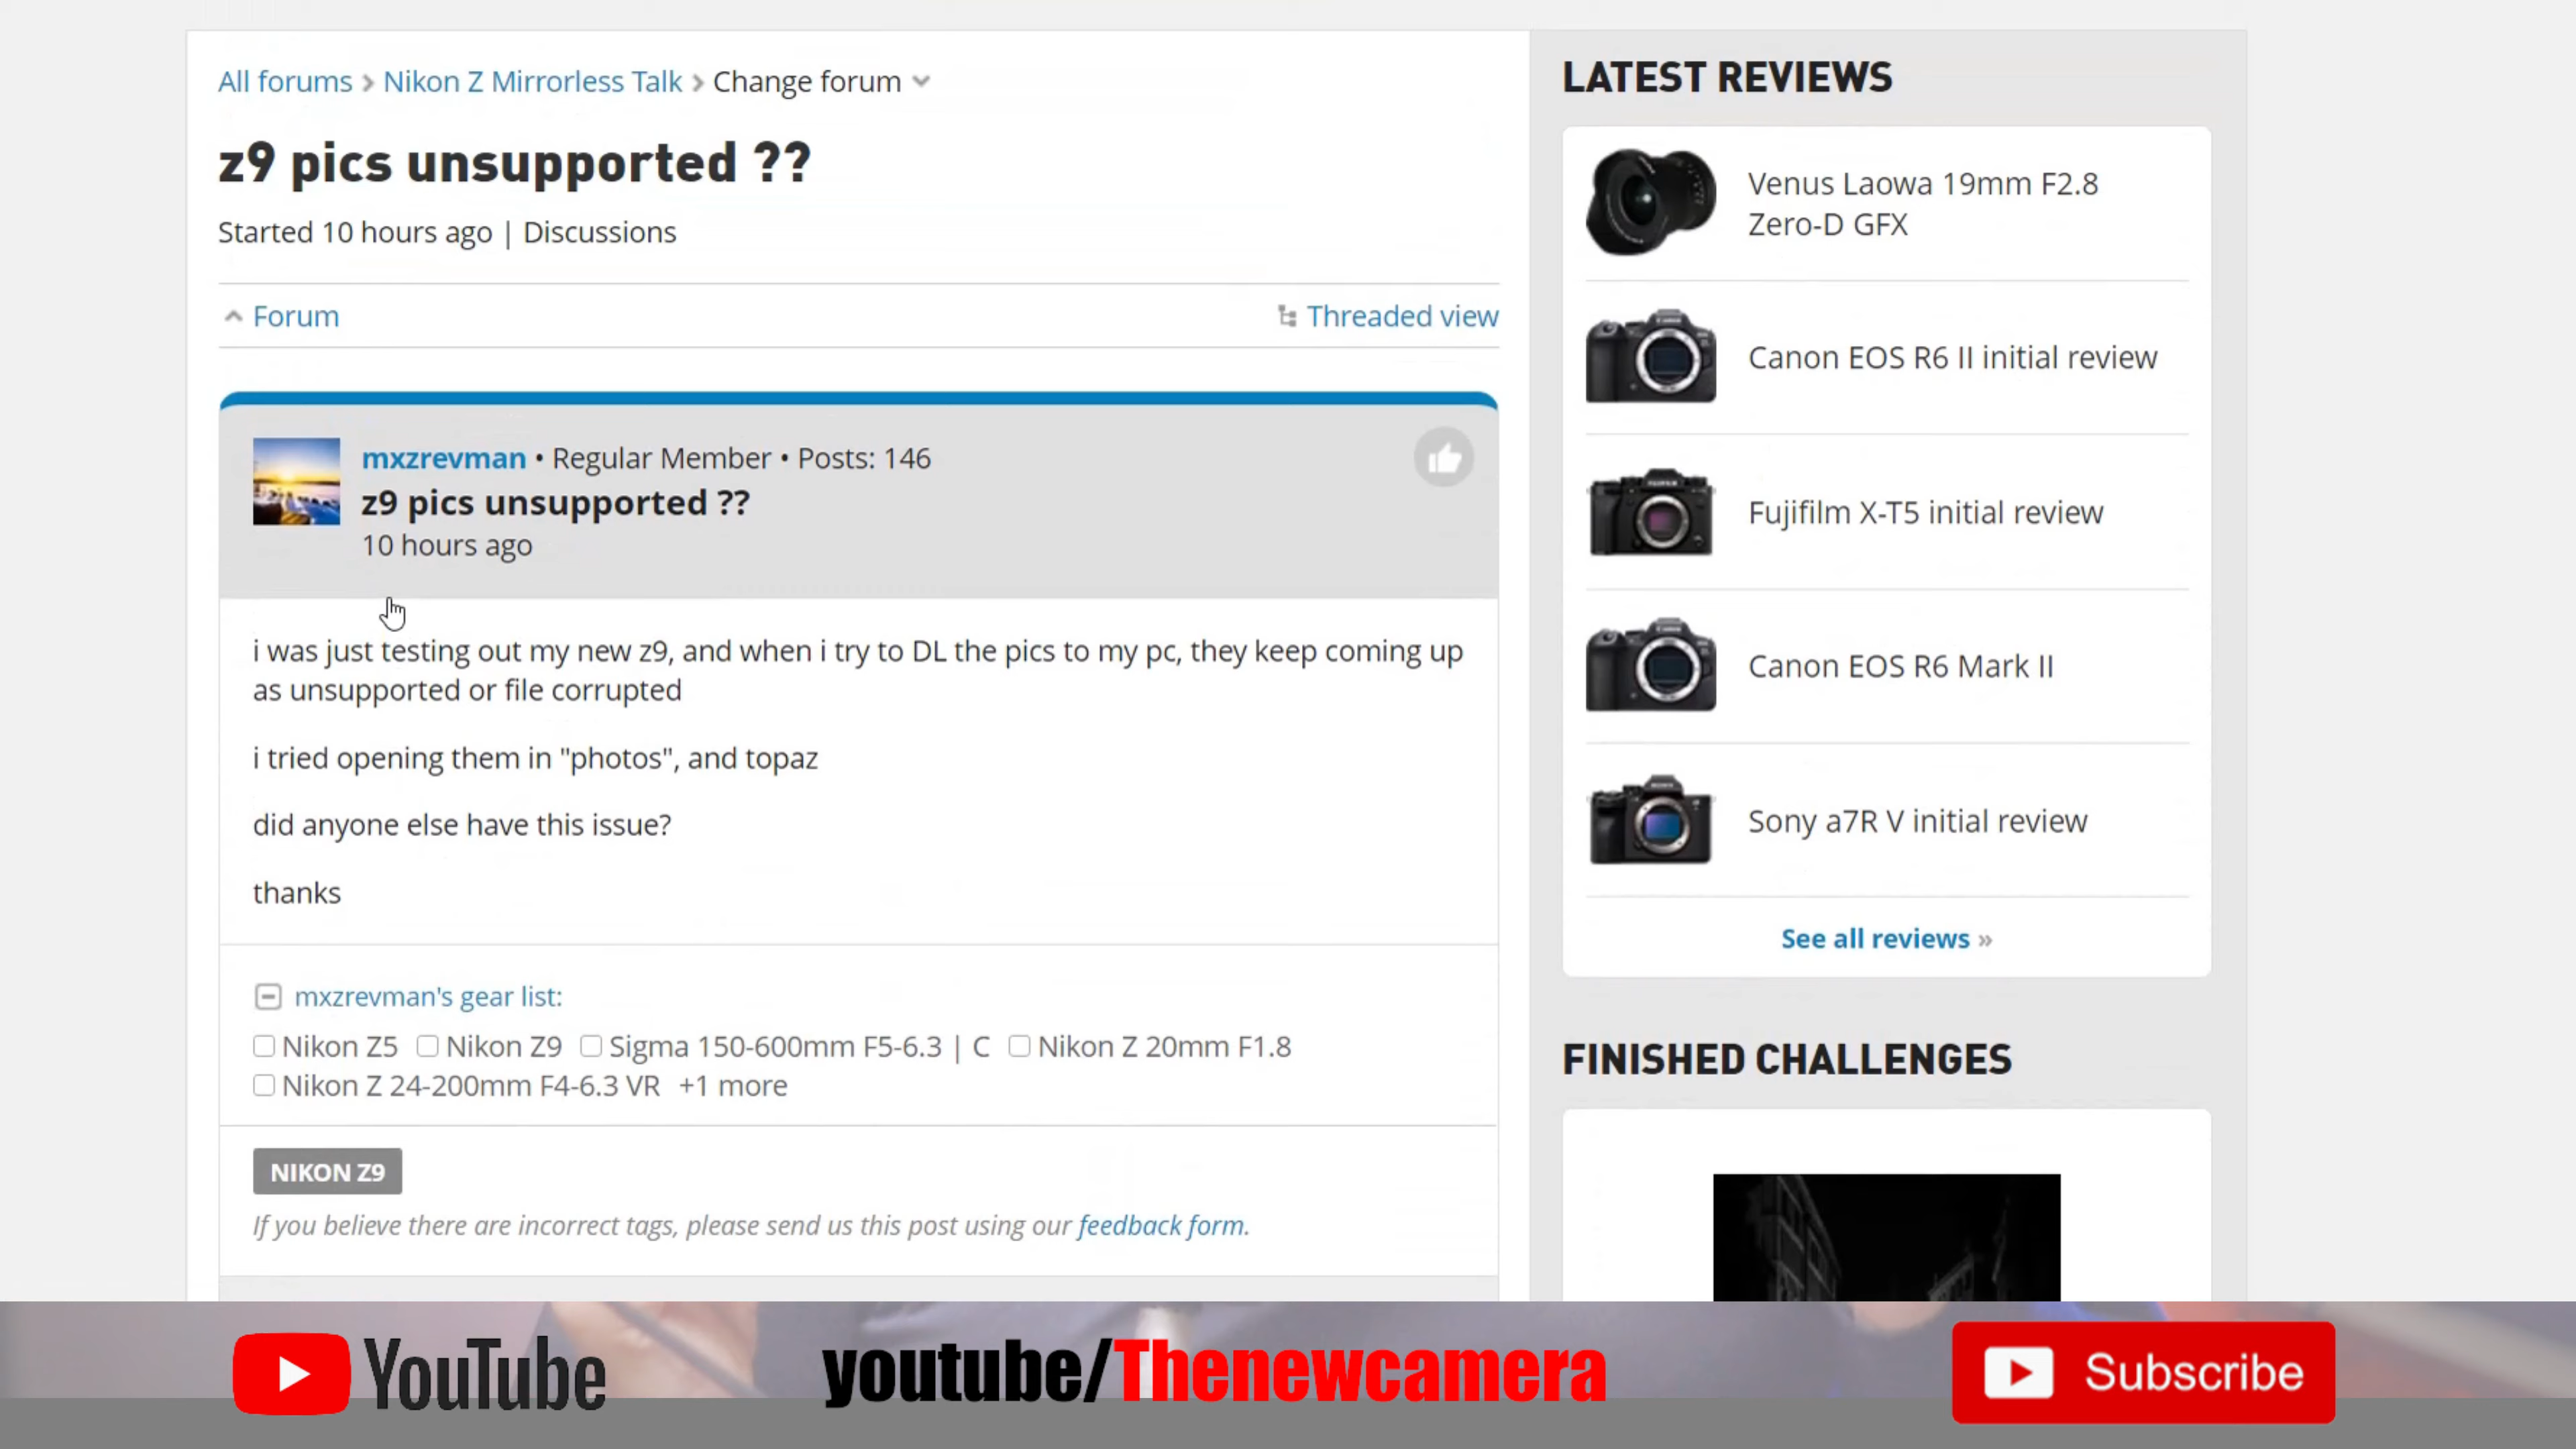 All forums > Nikon Z Mirrorless Talk > Change forum
z9 pics unsupported ??
Started 10 hours ago | Discussions
Forum
Threaded view
mxzrevman • Regular Member • Posts: 146
z9 pics unsupported ??
10 hours ago
i was just testing out my new z9, and when i try to DL the pics to my pc, they keep coming up
as unsupported or file corrupted
i tried opening them in "photos", and topaz
did anyone else have this issue?
thanks
mxzrevman's gear list:
Nikon Z5 Nikon Z9 Sigma 150-600mm F5-6.3 | C Nikon Z 20mm F1.8
Nikon Z 24-200mm F4-6.3 VR +1 more
NIKON Z9
If you believe there are incorrect tags, please send us this post using our feedback form.
LATEST REVIEWS
Venus Laowa 19mm F2.8
Zero-D GFX
Canon EOS R6 II initial review
Fujifilm X-T5 initial review
Canon EOS R6 Mark II
Sony a7R V initial review
See all reviews »
FINISHED CHALLENGES
YouTube
youtube/Thenewcamera
Subscribe